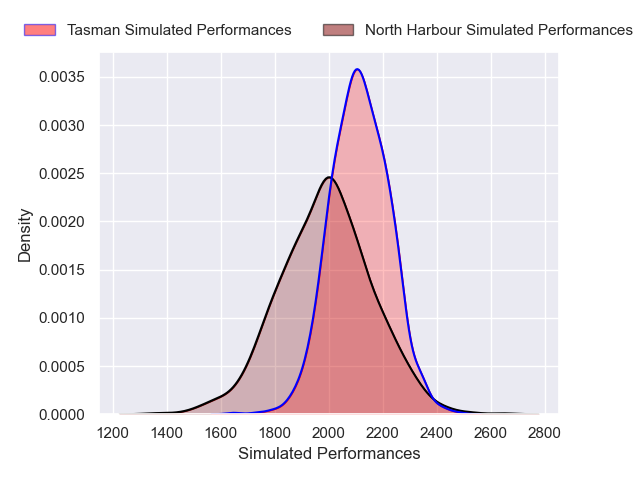 Tasman Simulated Performances North Harbour Simulated Performances
0.0035
0.0030
0.0025
0.0020
0.0015
0.0010
0.0005
0.0000
Density
1200 1400 1600 1800 2000 2200 2400 2600 2800
Simulated Performances